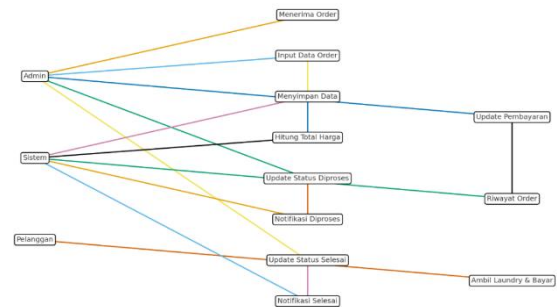 Menerima Order
Input Data Order
Admin
Menyimpan Data
Update Pembayaran
Hitung Total Harga
Sistem
Update Status Diproses
Riwayat Order
Notifikasi Diproses
Pelanggan
Update Status Selesai
Ambil Laundry & Bayar
Notifikasi Selesai